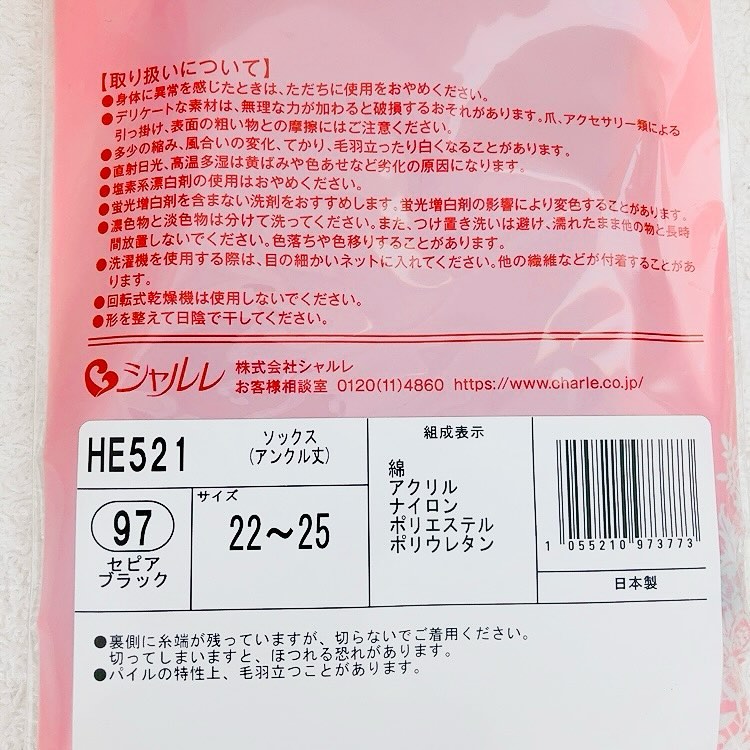 【取り扱いについて】
●身体に異常を感じたときは、ただちに使用をおやめください。
●デリケートな素材は、無理な力が加わると破損するおそれがあります。爪、アクセサリー類による
引っ掛け、表面の粗い物との摩擦にはご注意ください。
●多少の縮み、風合いの変化、てかり、毛羽立ったり白くなることがあります。
●直射日光、高温多湿は黄ばみや色あせなど劣化の原因になります。
●塩素系漂白剤の使用はおやめください。
●蛍光増白剤を含まない洗剤をおすすめします。蛍光増白剤の影響により変色することがあります。
●濃色物と淡色物は分けて洗ってください。また、つけ置き洗いは避け、濡れたまま他の物と長時
間放置しないでください。色落ちや色移りすることがあります。
●洗濯機を使用する際は、目の細かいネットに入れてください。他の繊維などが付着することがあ
ります。
●回転式乾燥機は使用しないでください。
●形を整えて日陰で干してください。
シャルレ 株式会社シャルレ
お客様相談室 0120(11)4860 https://www.charle.co.jp/
HE521
ソックス
(アンクル丈)
97
セピア
ブラック
サイズ
22〜25
組成表示
綿
アクリル
ナイロン
ポリエステル
ポリウレタン
1 055210 973773
日本製
●裏側に糸端が残っていますが、切らないでご着用ください。
切ってしまいますと、ほつれる恐れがあります。
●パイルの特性上、毛羽立つことがあります。